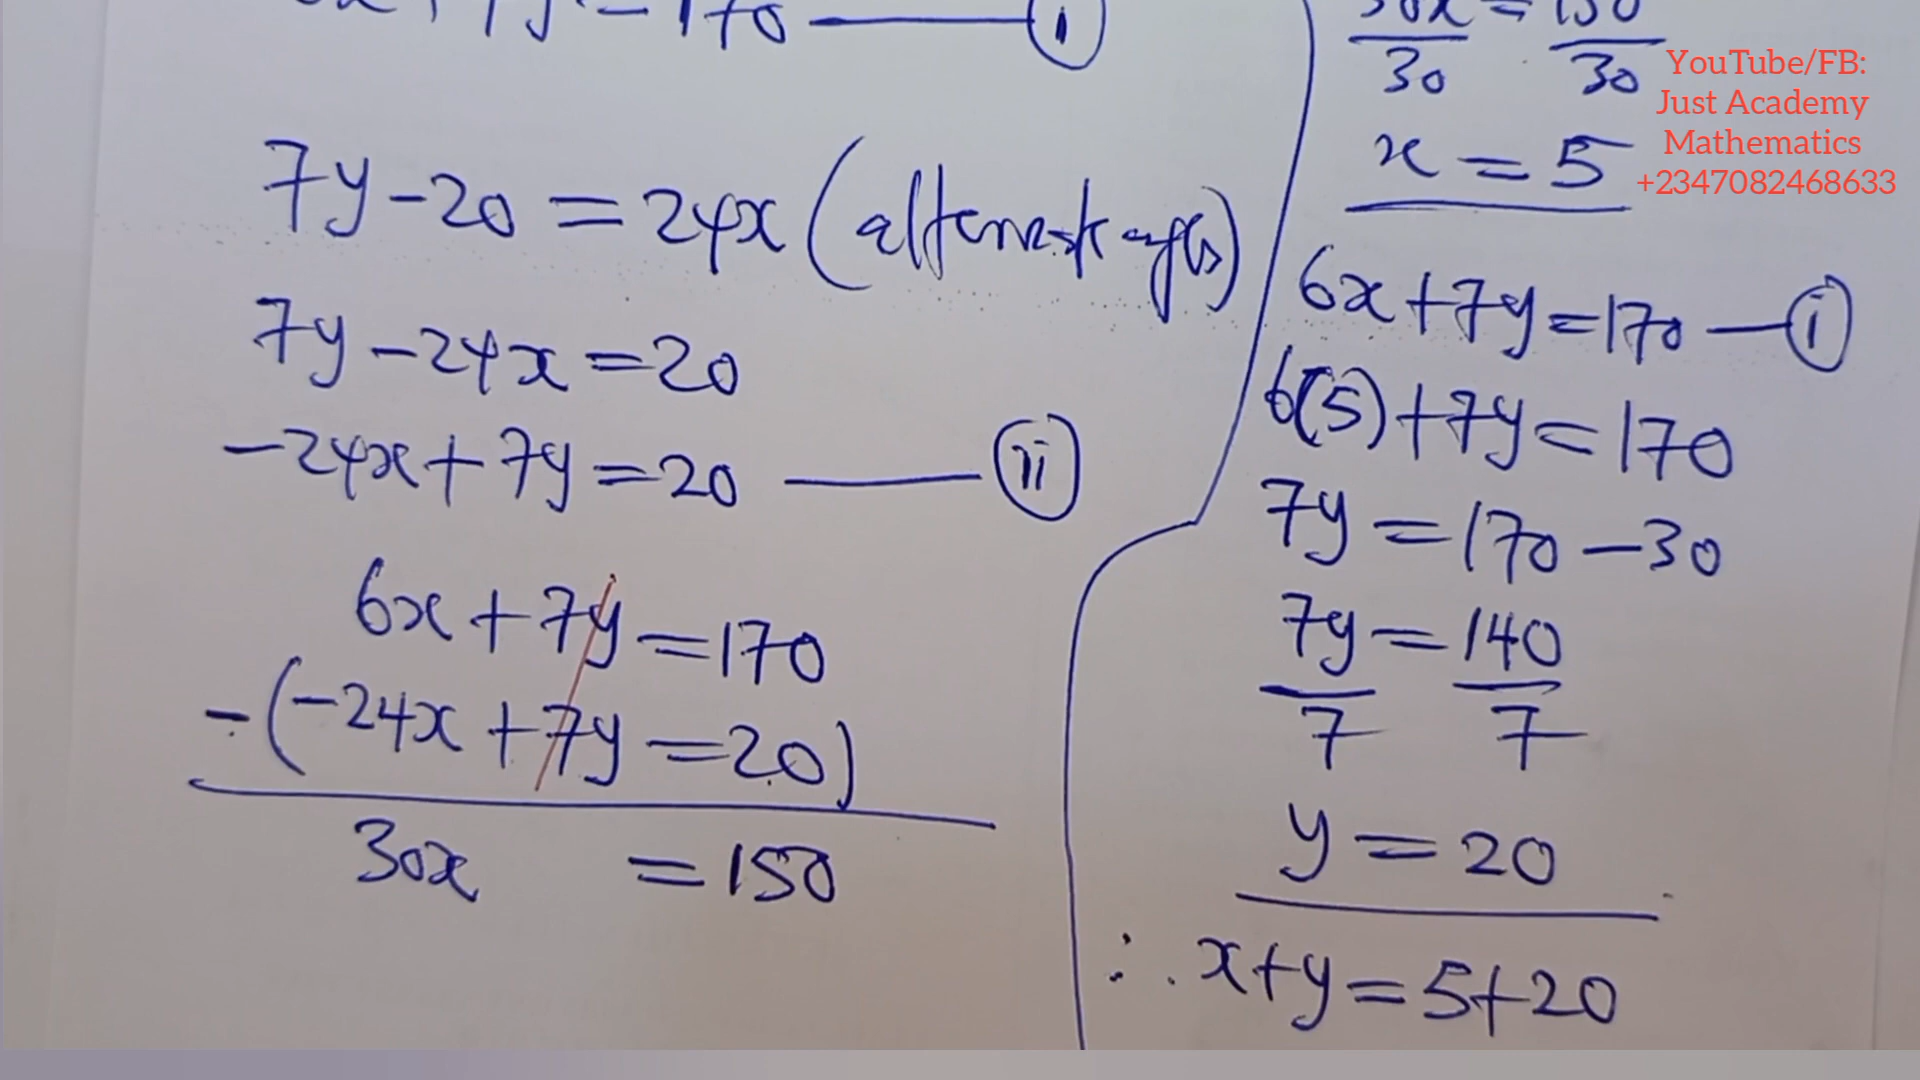 x + 7y = 170 —— (i)
7y - 20 = 24x (alternate angles)
7y - 24x = 20
-24x + 7y = 20 —— (ii)
6x + 7y = 170
-(-24x + 7y = 20)
30x = 150
30x = 150
30 30
x = 5
6x + 7y = 170 — (i)
6(5) + 7y = 170
7y = 170 - 30
7y = 140
7 7
y = 20
∴ x + y = 5 + 20
YouTube/FB:
Just Academy
Mathematics
+2347082468633